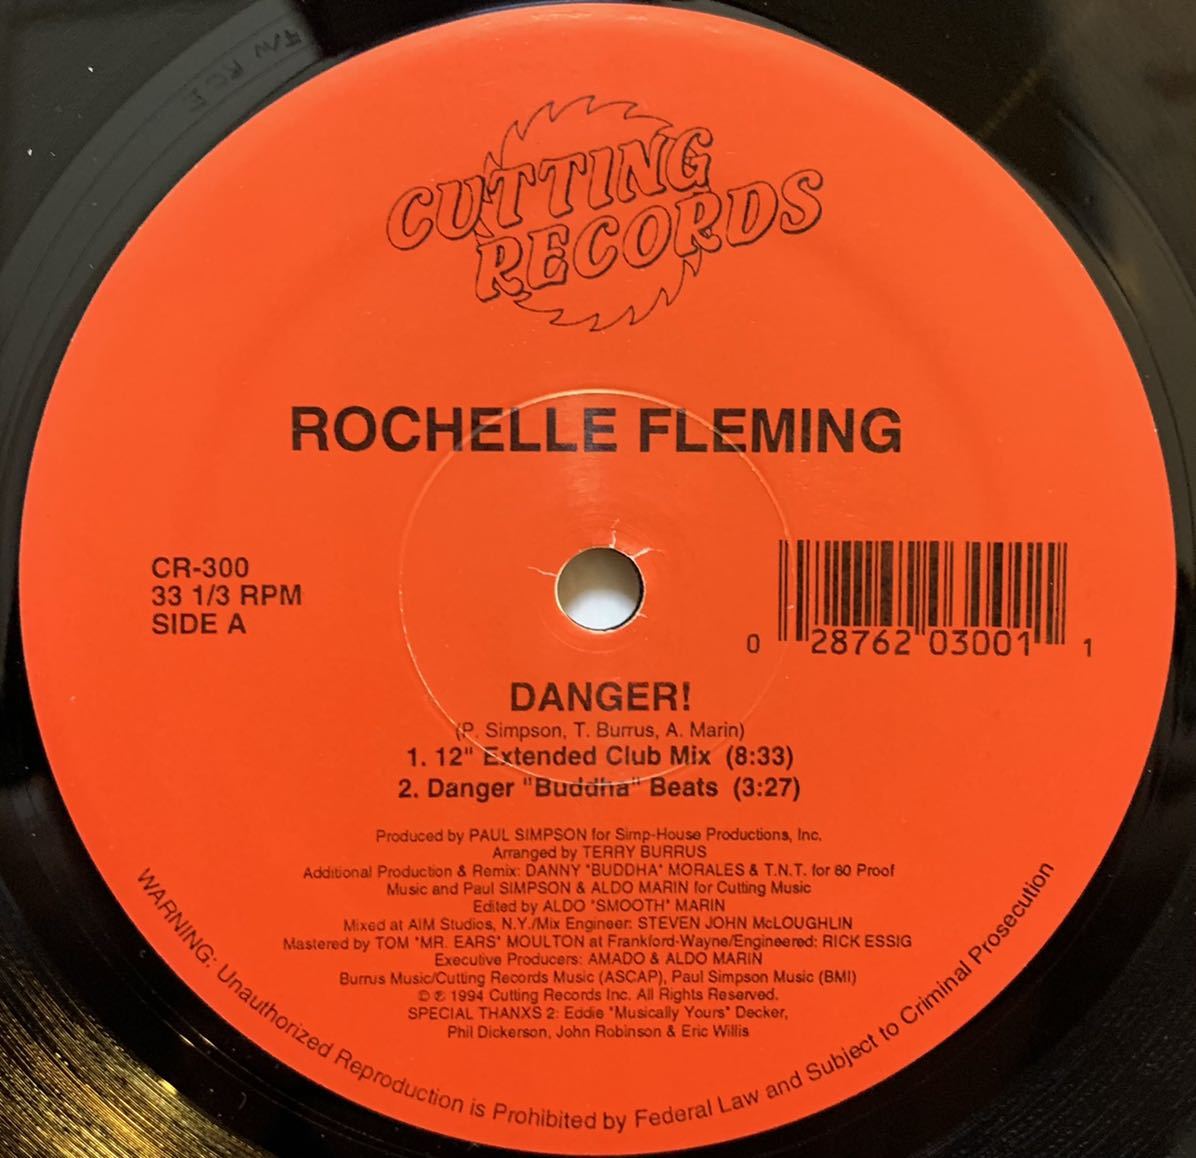 CUTTING
RECORDS
ROCHELLE FLEMING
CR-300
33 1/3 RPM
SIDE A
0 28762 03001 1
DANGER!
(P. Simpson, T. Burrus, A. Marin)
1. 12" Extended Club Mix (8:33)
2. Danger "Buddha" Beats (3:27)
Produced by PAUL SIMPSON for Simp-House Productions, Inc.
Arranged by TERRY BURRUS
Additional Production & Remix: DANNY "BUDDHA" MORALES & T.N.T. for 60 Proof
Music and Paul SIMPSON & ALDO MARIN for Cutting Music
Edited by ALDO "SMOOTH" MARIN
Mixed at AIM Studios, N.Y./Mix Engineer: STEVEN JOHN McLOUGHLIN
Mastered by TOM "MR. EARS" MOULTON at Frankford-Wayne/Engineered: RICK ESSIG
Executive Producers: AMADO & ALDO MARIN
Burrus Music/Cutting Records Music (ASCAP), Paul Simpson Music (BMI)
© ℗ 1994 Cutting Records Inc. All Rights Reserved.
SPECIAL THANXS 2: Eddie "Musically Yours" Decker,
Phil Dickerson, John Robinson & Eric Willis
WARNING: Unauthorized Reproduction is Prohibited by Federal Law and Subject to Criminal Prosecution